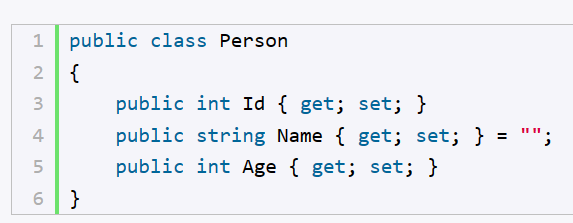 1 public class Person
2 {
3     public int Id { get; set; }
4     public string Name { get; set; } = "";
5     public int Age { get; set; }
6 }